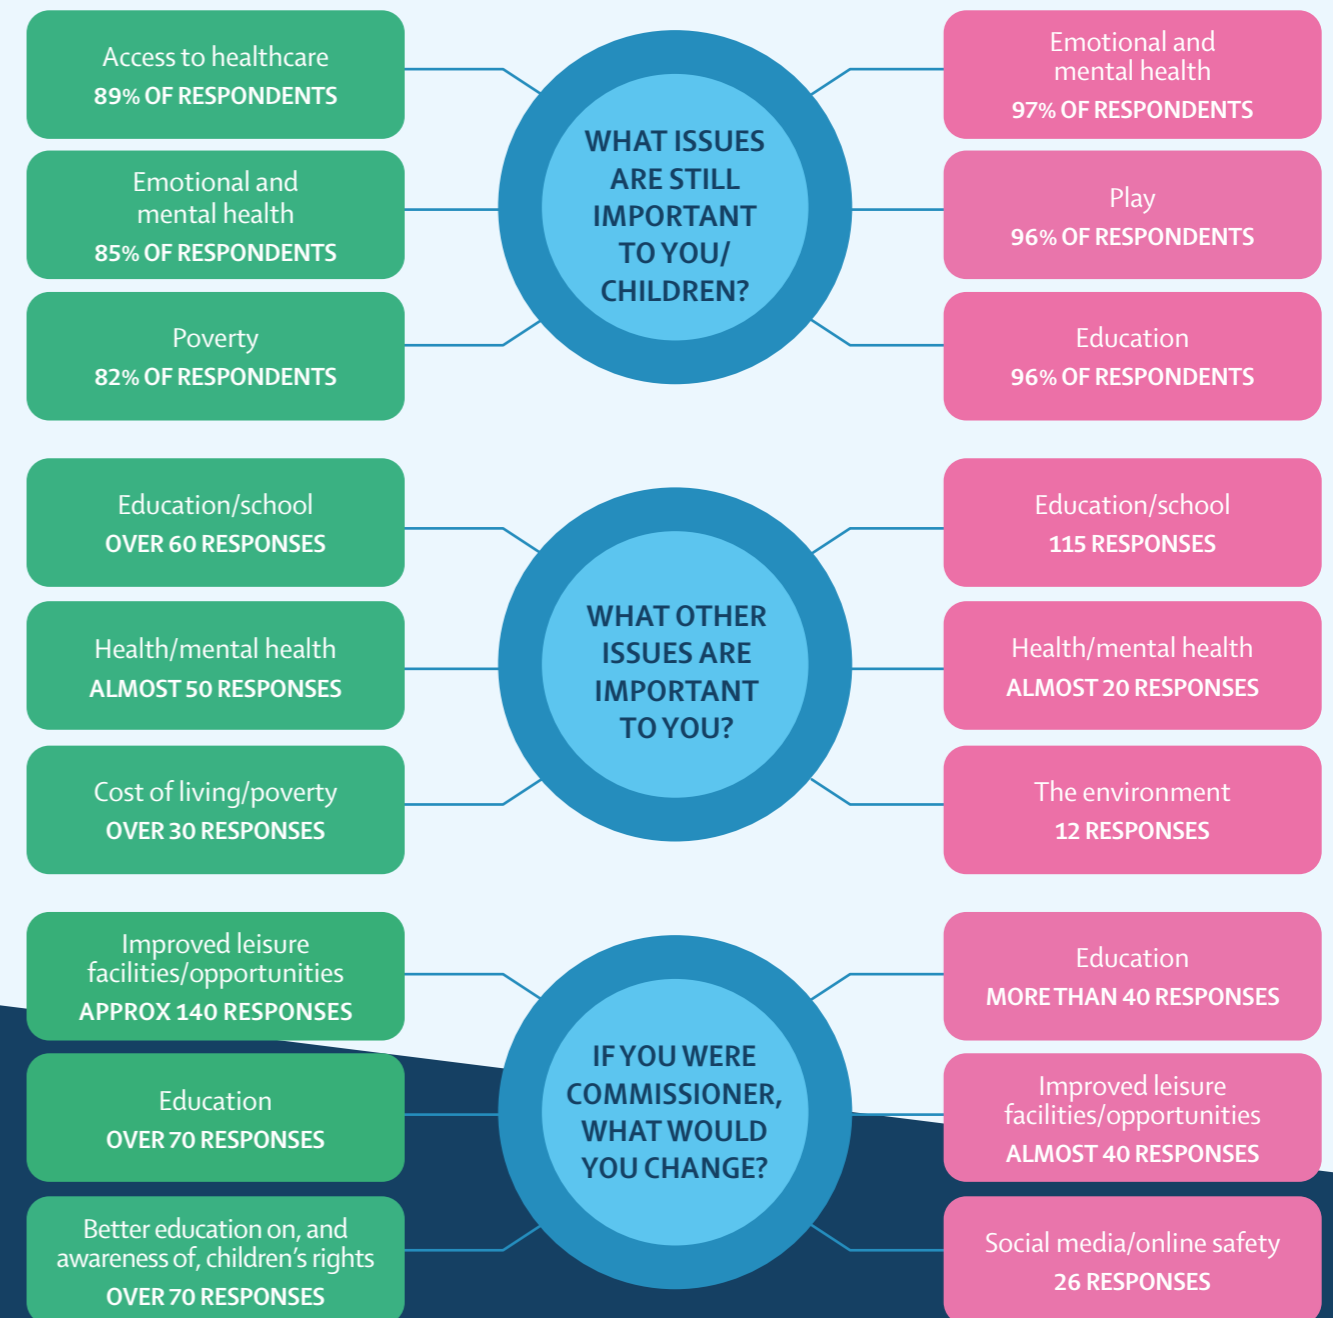 Access to healthcare
89% OF RESPONDENTS
Emotional and
mental health
85% OF RESPONDENTS
Poverty
82% OF RESPONDENTS
WHAT ISSUES
ARE STILL
IMPORTANT
TO YOU/
CHILDREN?
Emotional and
mental health
97% OF RESPONDENTS
Play
96% OF RESPONDENTS
Education
96% OF RESPONDENTS
Education/school
OVER 60 RESPONSES
Health/mental health
ALMOST 50 RESPONSES
Cost of living/poverty
OVER 30 RESPONSES
WHAT OTHER
ISSUES ARE
IMPORTANT
TO YOU?
Education/school
115 RESPONSES
Health/mental health
ALMOST 20 RESPONSES
The environment
12 RESPONSES
Improved leisure
facilities/opportunities
APPROX 140 RESPONSES
Education
OVER 70 RESPONSES
Better education on, and
awareness of, children’s rights
OVER 70 RESPONSES
IF YOU WERE
COMMISSIONER,
WHAT WOULD
YOU CHANGE?
Education
MORE THAN 40 RESPONSES
Improved leisure
facilities/opportunities
ALMOST 40 RESPONSES
Social media/online safety
26 RESPONSES